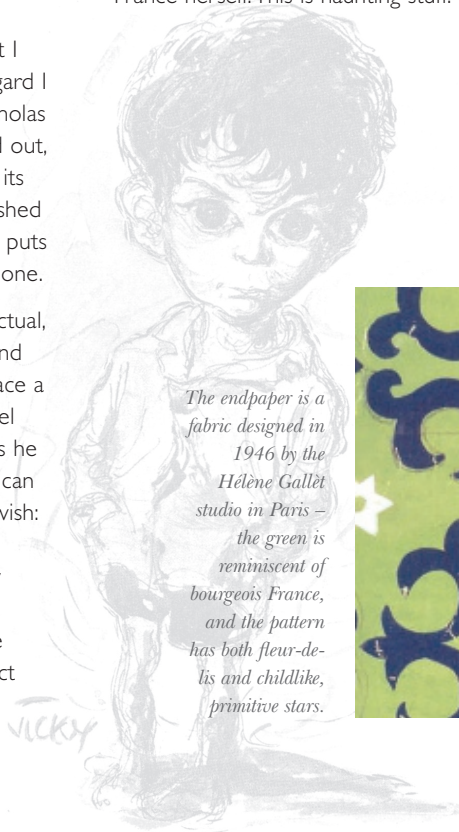 France herself. This is haunting stuff.
t I
gard I
holas
l out,
its
shed
puts
one.
ctual,
nd
ace a
el
s he
can
wish:
e
ct
The endpaper is a
fabric designed in
1946 by the
Hélène Gallèt
studio in Paris –
the green is
reminiscent of
bourgeois France,
and the pattern
has both fleur-de-
lis and childlike,
primitive stars.
VICKY